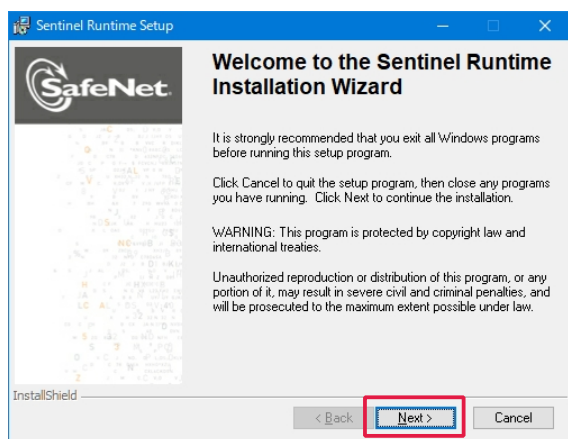 Sentinel Runtime Setup
SafeNet.
Welcome to the Sentinel Runtime
Installation Wizard
It is strongly recommended that you exit all Windows programs
before running this setup program.
Click Cancel to quit the setup program, then close any programs
you have running. Click Next to continue the installation.
WARNING: This program is protected by copyright law and
international treaties.
Unauthorized reproduction or distribution of this program, or any
portion of it, may result in severe civil and criminal penalties, and
will be prosecuted to the maximum extent possible under law.
InstallShield
< Back Next > Cancel